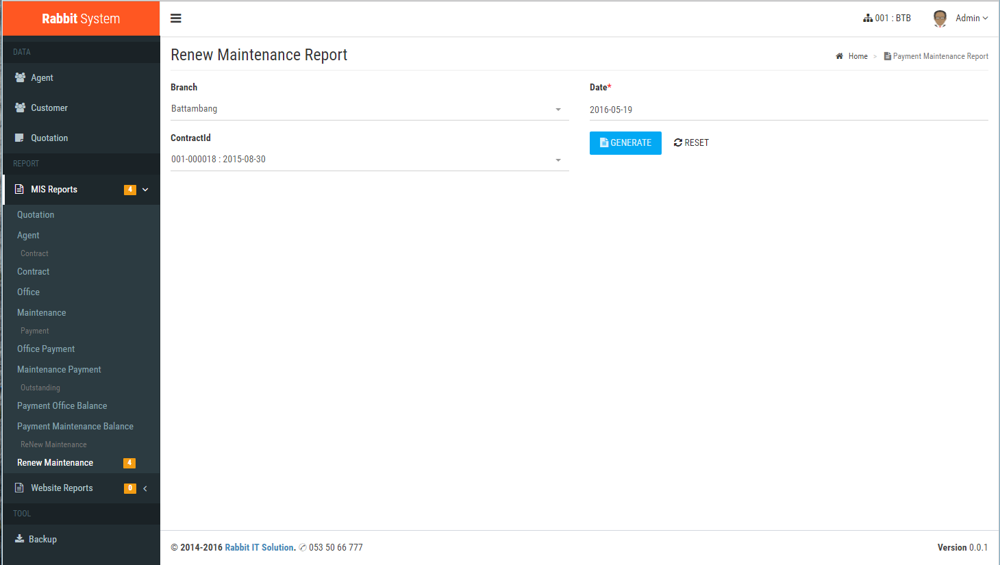 Rabbit System
001 : BTB
Admin
DATA
Agent
Customer
Quotation
REPORT
MIS Reports 4
Quotation
Agent
Contract
Contract
Office
Maintenance
Payment
Office Payment
Maintenance Payment
Outstanding
Payment Office Balance
Payment Maintenance Balance
ReNew Maintenance
Renew Maintenance 4
Website Reports 0
TOOL
Backup
Renew Maintenance Report
Home > Payment Maintenance Report
Branch
Battambang
ContractId
001-000018 : 2015-08-30
Date*
2016-05-19
GENERATE
RESET
© 2014-2016 Rabbit IT Solution. ✆ 053 50 66 777
Version 0.0.1